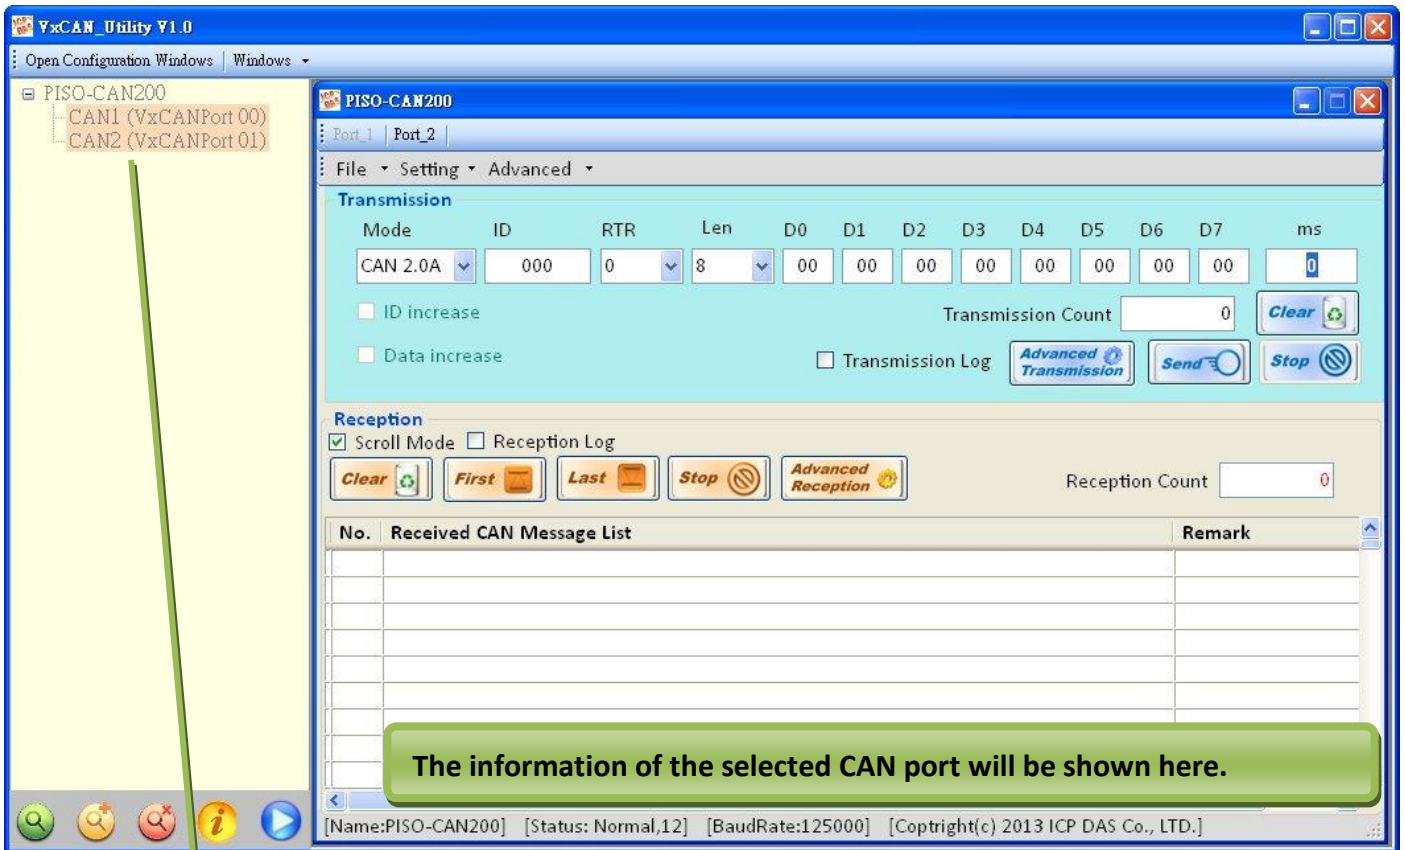 VxCAN_Utility V1.0
Open Configuration Windows Windows
PISO-CAN200
CAN1 (VxCANPort 00)
CAN2 (VxCANPort 01)
PISO-CAN200
Port_1 Port_2
File Setting Advanced
Transmission
Mode ID RTR Len D0 D1 D2 D3 D4 D5 D6 D7 ms
CAN 2.0A 000 0 8 00 00 00 00 00 00 00 00 0
ID increase Transmission Count 0 Clear
Data increase Transmission Log Advanced Transmission Send Stop
Reception
Scroll Mode Reception Log
Clear First Last Stop Advanced Reception Reception Count 0
No. Received CAN Message List Remark
The information of the selected CAN port will be shown here.
[Name:PISO-CAN200] [Status: Normal,12] [BaudRate:125000] [Coptright(c) 2013 ICP DAS Co., LTD.]